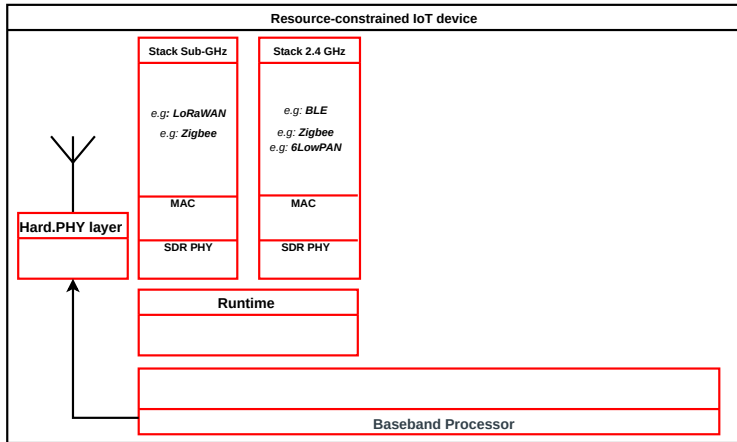 Resource-constrained IoT device
Stack Sub-GHz
Stack 2.4 GHz
e.g: LoRaWAN
e.g: Zigbee
e.g: BLE
e.g: Zigbee
e.g: 6LowPAN
MAC
MAC
Hard.PHY layer
SDR PHY
SDR PHY
Runtime
Baseband Processor